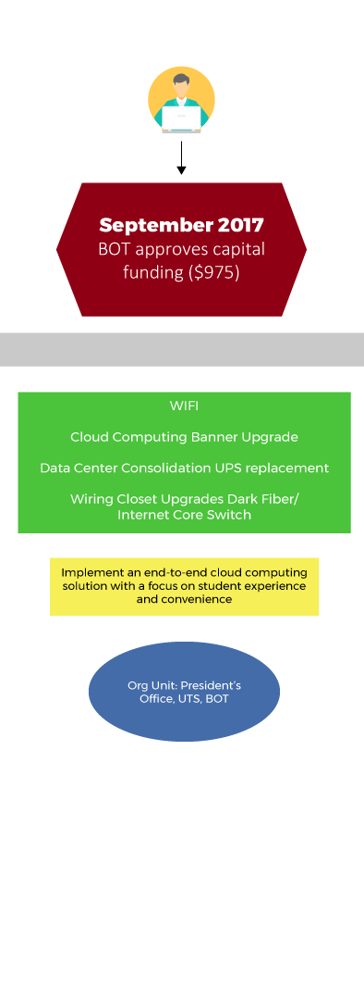 September 2017
BOT approves capital
funding ($975)
WIFI
Cloud Computing Banner Upgrade
Data Center Consolidation UPS replacement
Wiring Closet Upgrades Dark Fiber/
Internet Core Switch
Implement an end-to-end cloud computing
solution with a focus on student experience
and convenience
Org Unit: President's
Office, UTS, BOT